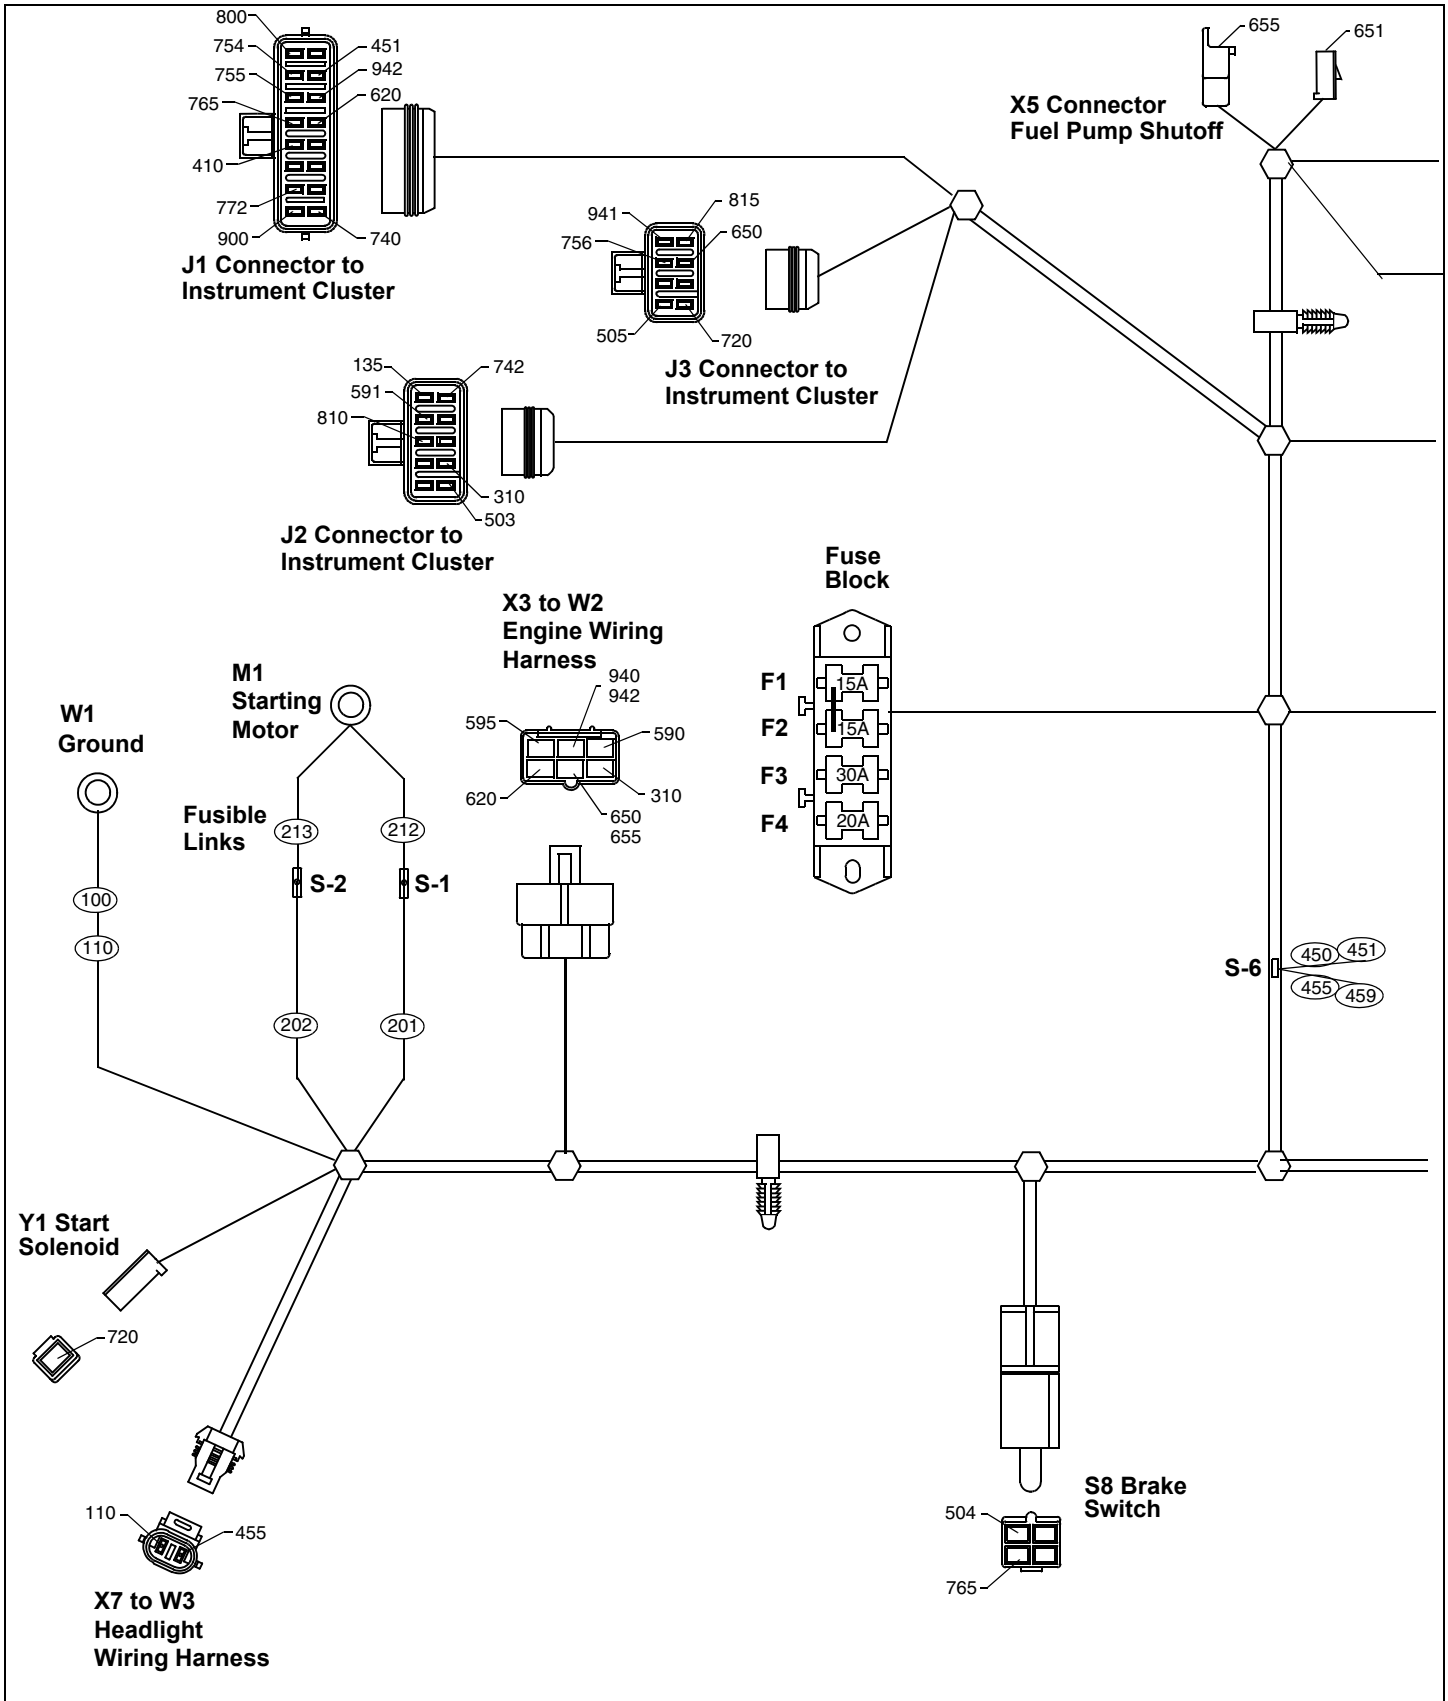 800
754
755
765
410
772
900
451
942
620
740
J1 Connector to
Instrument Cluster
941
756
505
815
650
720
J3 Connector to
Instrument Cluster
135
591
810
742
310
503
J2 Connector to
Instrument Cluster
655
651
X5 Connector
Fuel Pump Shutoff
Fuse
Block
F1
15A
F2
15A
F3
30A
F4
20A
X3 to W2
Engine Wiring
Harness
940
942
595
590
620
310
650
655
M1
Starting
Motor
W1
Ground
Fusible
Links
213
212
S-2
S-1
100
110
202
201
S-6
450
451
455
459
Y1 Start
Solenoid
720
110
455
X7 to W3
Headlight
Wiring Harness
S8 Brake
Switch
504
765